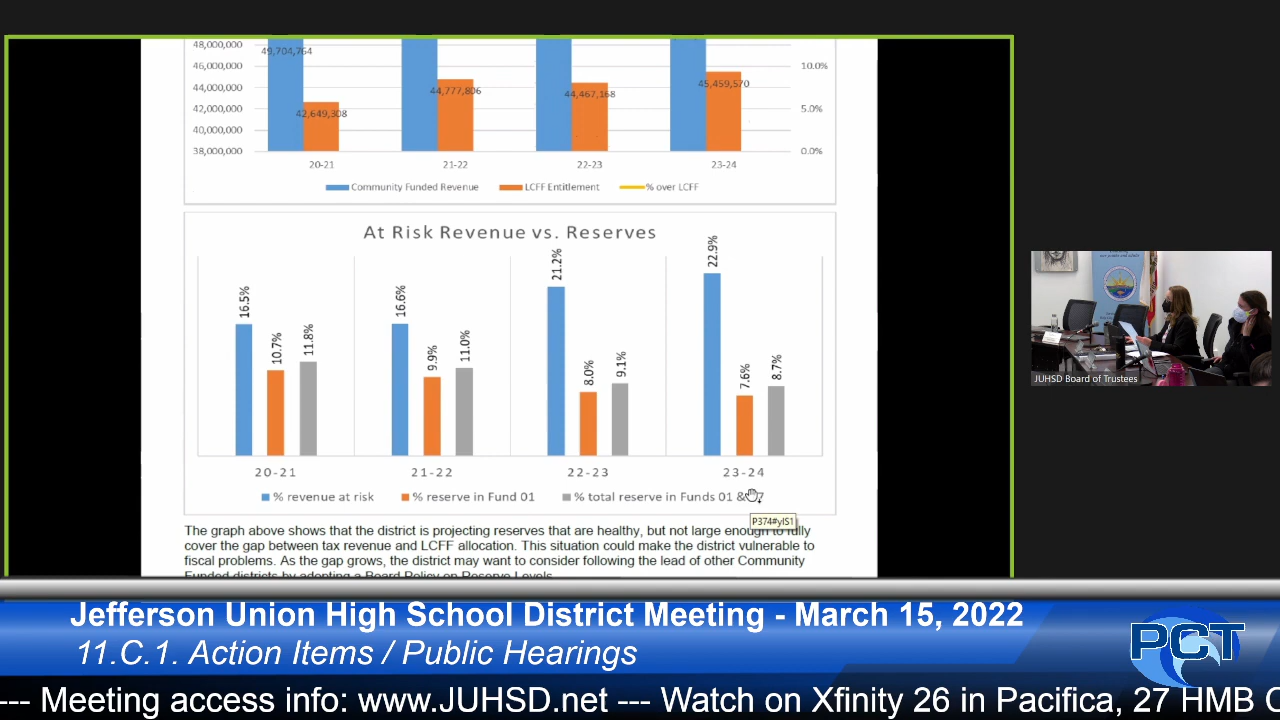 48,000,000
49,704,764
46,000,000
10.0%
44,000,000
44,777,806
44,467,168
45,459,570
42,000,000
42,649,308
5.0%
40,000,000
38,000,000
0.0%
20-21 21-22 22-23 23-24
Community Funded Revenue LCFF Entitlement % over LCFF
At Risk Revenue vs. Reserves
16.5% 10.7% 11.8% 16.6% 9.9% 11.0% 21.2% 8.0% 9.1% 22.9% 7.6% 8.7%
20-21 21-22 22-23 23-24
% revenue at risk % reserve in Fund 01 % total reserve in Funds 01 &
P374#yIS1
The graph above shows that the district is projecting reserves that are healthy, but not large enough to fully
cover the gap between tax revenue and LCFF allocation. This situation could make the district vulnerable to
fiscal problems. As the gap grows, the district may want to consider following the lead of other Community
Funded districts by adopting a Board Policy on Reserve Levels.
JUHSD Board of Trustees
Jefferson Union High School District Meeting - March 15, 2022
11.C.1. Action Items / Public Hearings
PCT
--- Meeting access info: www.JUHSD.net --- Watch on Xfinity 26 in Pacifica, 27 HMB